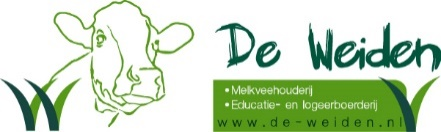 De Weiden
• Melkveehouderij
• Educatie- en logeerboerderij
www.de-weiden.nl